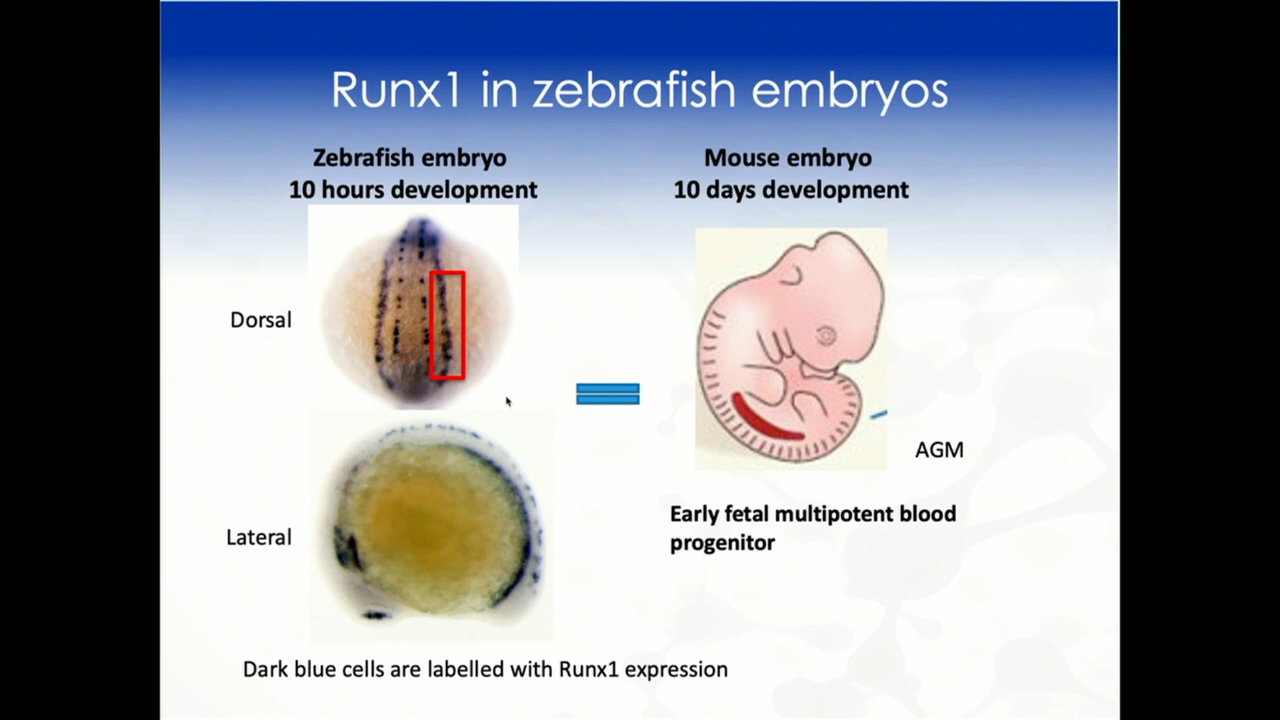 Runx1 in zebrafish embryos
Zebrafish embryo
10 hours development
Mouse embryo
10 days development
Dorsal
AGM
Early fetal multipotent blood
progenitor
Lateral
Dark blue cells are labelled with Runx1 expression